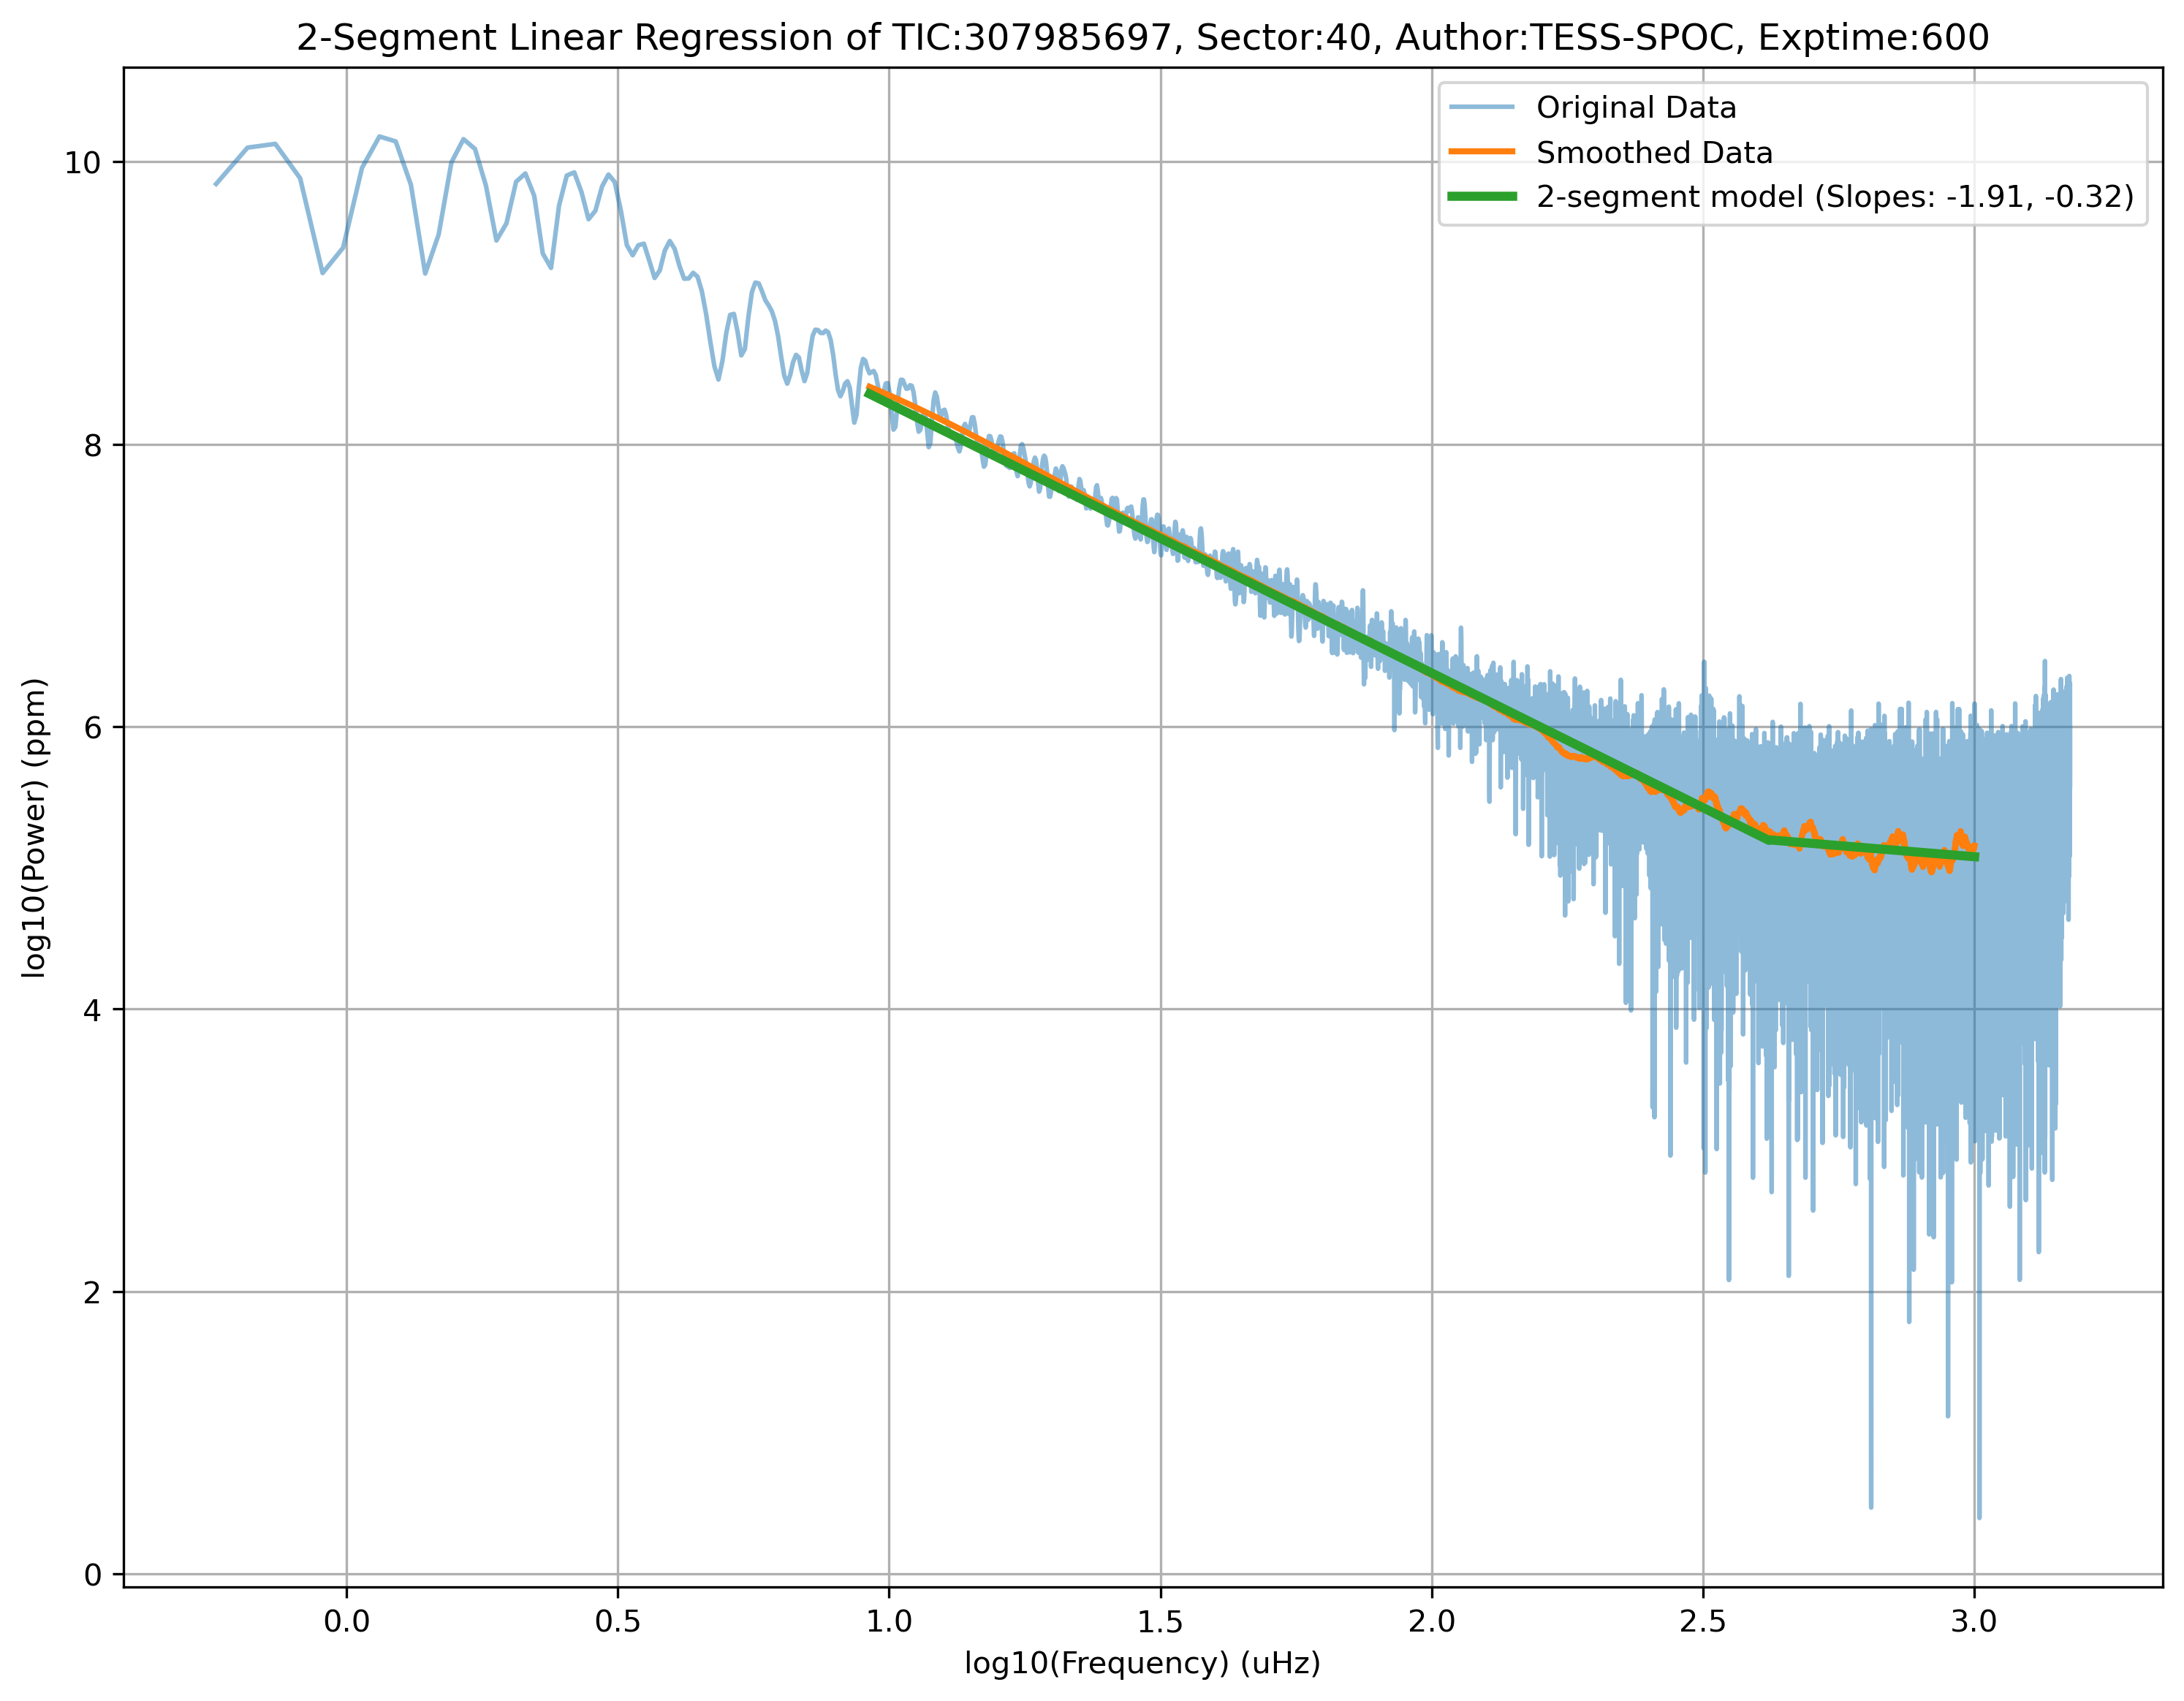 2-Segment Linear Regression of TIC:307985697, Sector:40, Author:TESS-SPOC, Exptime:600
Original Data
Smoothed Data
2-segment model (Slopes: -1.91, -0.32)
log10(Power) (ppm)
10
8
6
4
2
0
0.0 0.5 1.0 1.5 2.0 2.5 3.0
log10(Frequency) (uHz)